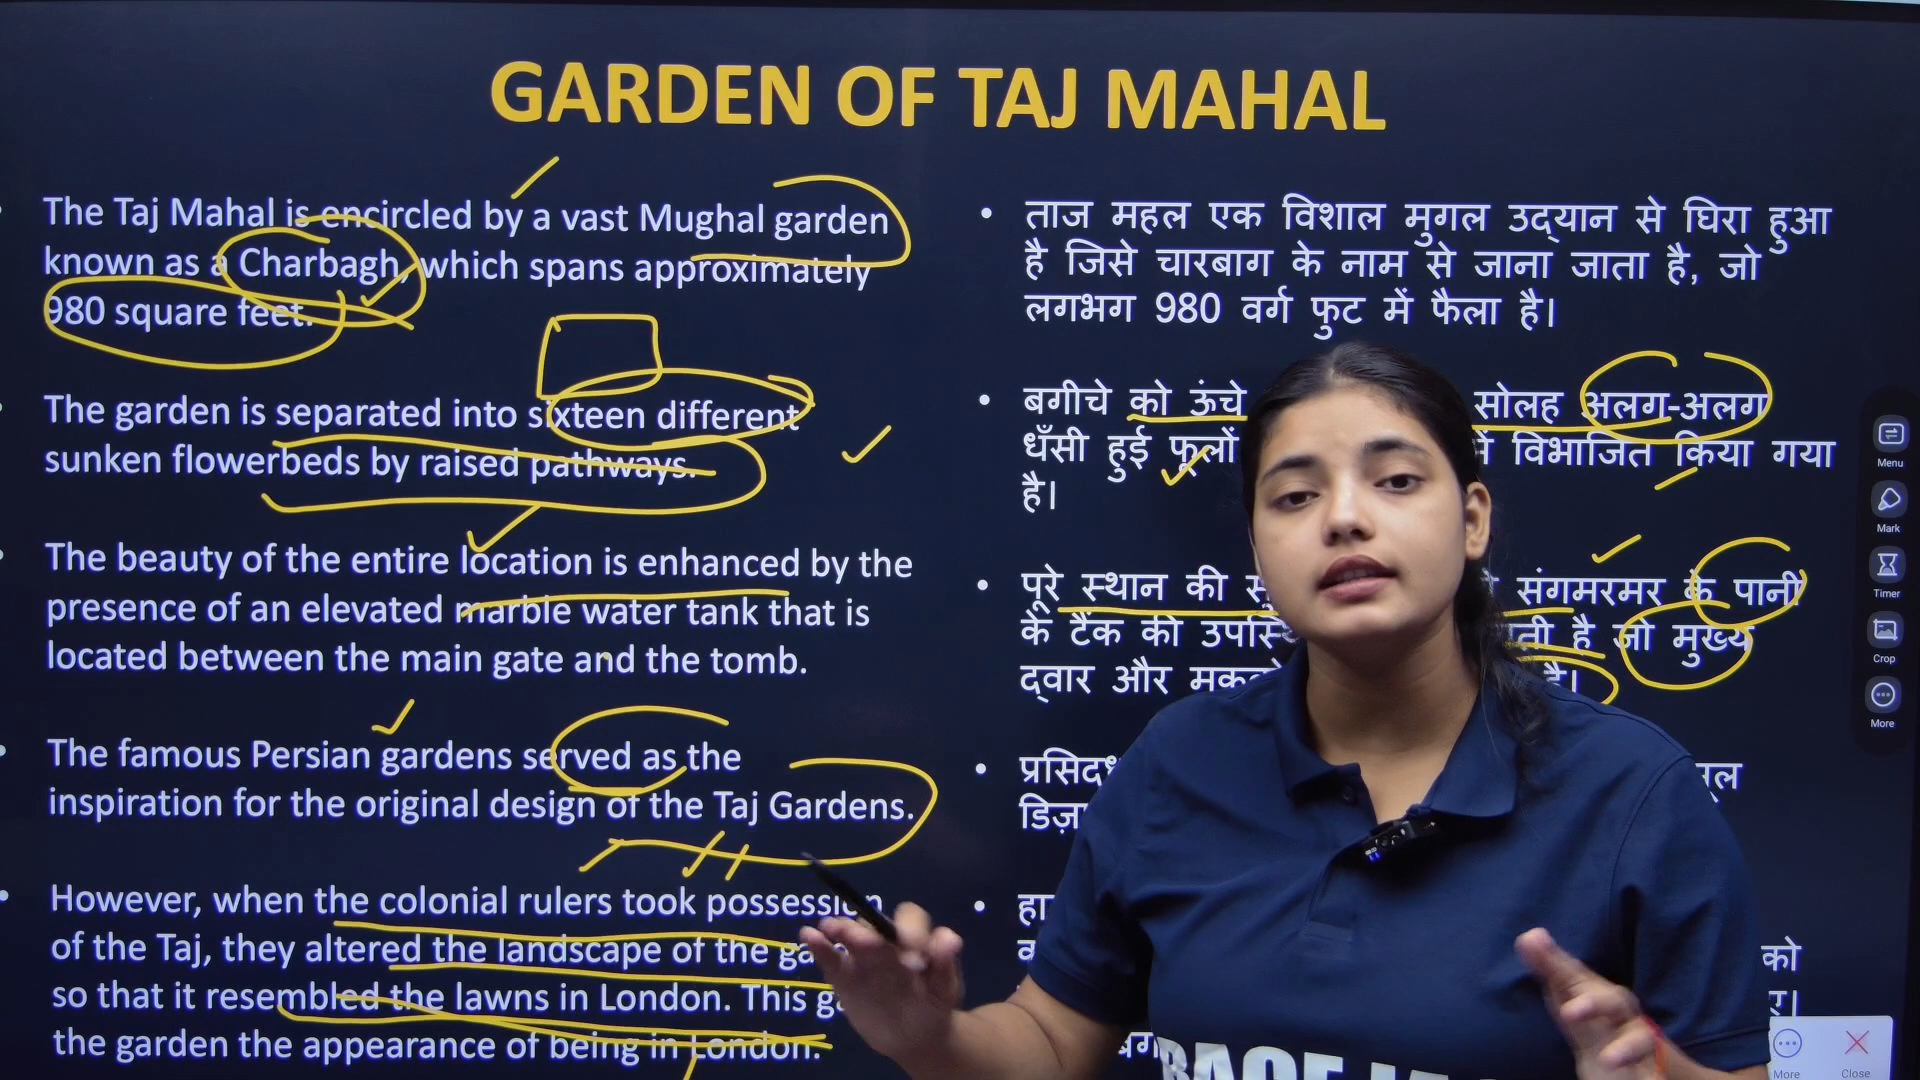 GARDEN OF TAJ MAHAL
The Taj Mahal is encircled by a vast Mughal garden
known as a Charbagh, which spans approximately
980 square feet.
The garden is separated into sixteen different
sunken flowerbeds by raised pathways.
The beauty of the entire location is enhanced by the
presence of an elevated marble water tank that is
located between the main gate and the tomb.
The famous Persian gardens served as the
inspiration for the original design of the Taj Gardens.
However, when the colonial rulers took possession
of the Taj, they altered the landscape of the
so that it resembled the lawns in London. This
the garden the appearance of being in London.
ताज महल एक विशाल मुगल उद्यान से घिरा हुआ
है जिसे चारबाग के नाम से जाना जाता है, जो
लगभग 980 वर्ग फुट में फैला है।
बगीचे को ऊंचे सोलह अलग-अलग
धँसी हुई फूलों विभाजित किया गया
है।
पूरे स्थान की संगमरमर के पानी
के टैंक की है जो मुख्य
द्वार और है।
को
Menu
Mark
Timer
Crop
More
More
Close